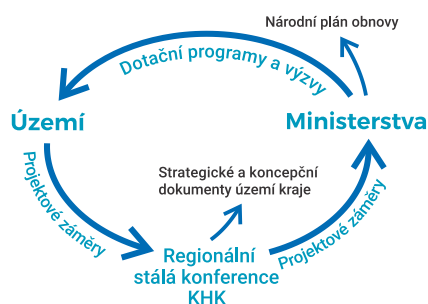 Národní plán obnovy
Dotační programy a výzvy
Území
Ministerstva
Projektové záměry
Strategické a koncepční
dokumenty území kraje
Projektové záměry
Regionální
stálá konference
KHK